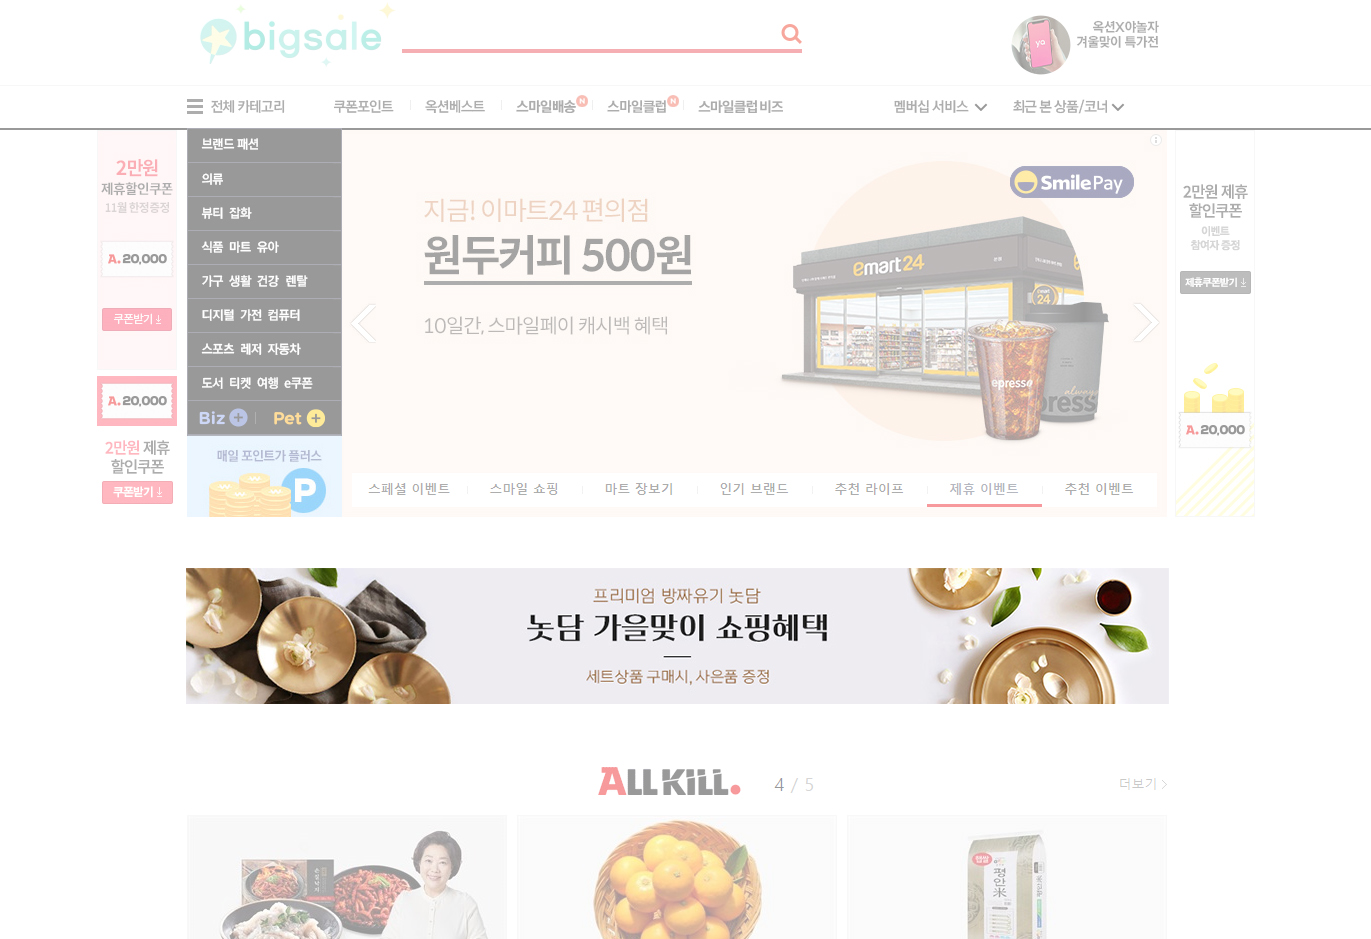 bigsale
옥션X야놀자
겨울맞이 특가전
ya
전체 카테고리
쿠폰포인트
옥션베스트
스마일배송 N
스마일클럽 N
스마일클럽 비즈
멤버십 서비스
최근 본 상품/코너
2만원
제휴할인쿠폰
11월 한정증정
A. 20,000
쿠폰받기
A. 20,000
2만원 제휴
할인쿠폰
쿠폰받기
브랜드 패션
의류
뷰티 잡화
식품 마트 유아
가구 생활 건강 렌탈
디지털 가전 컴퓨터
스포츠 레저 자동차
도서 티켓 여행 e쿠폰
Biz + Pet +
매일 포인트가 플러스
P
지금! 이마트24 편의점
원두커피 500원
10일간, 스마일페이 캐시백 혜택
Smile Pay
emart24
24
epresso
press
스페셜 이벤트
스마일 쇼핑
마트 장보기
인기 브랜드
추천 라이프
제휴 이벤트
추천 이벤트
2만원 제휴
할인쿠폰
이벤트
참여자 증정
제휴쿠폰받기
A. 20,000
프리미엄 방짜유기 놋담
놋담 가을맞이 쇼핑혜택
세트상품 구매시, 사은품 증정
ALL KILL.
4 / 5
더보기
햅쌀
평안米